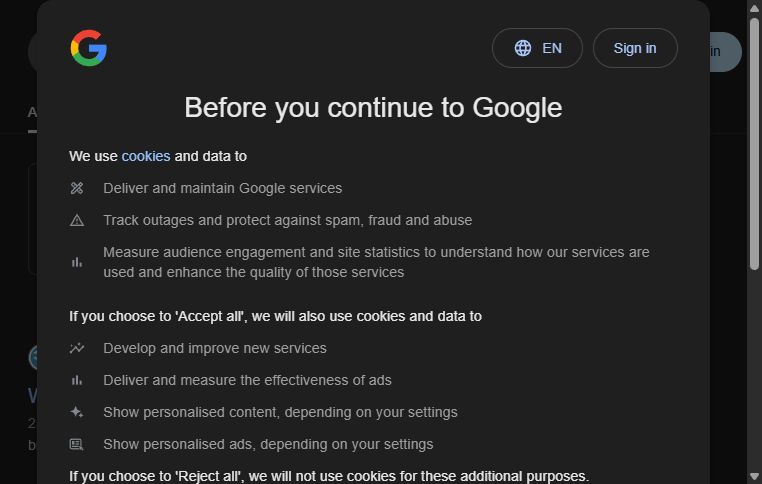 EN
Sign in
in
Before you continue to Google
We use cookies and data to
Deliver and maintain Google services
Track outages and protect against spam, fraud and abuse
Measure audience engagement and site statistics to understand how our services are
used and enhance the quality of those services
If you choose to 'Accept all', we will also use cookies and data to
Develop and improve new services
Deliver and measure the effectiveness of ads
Show personalised content, depending on your settings
Show personalised ads, depending on your settings
If you choose to 'Reject all', we will not use cookies for these additional purposes.